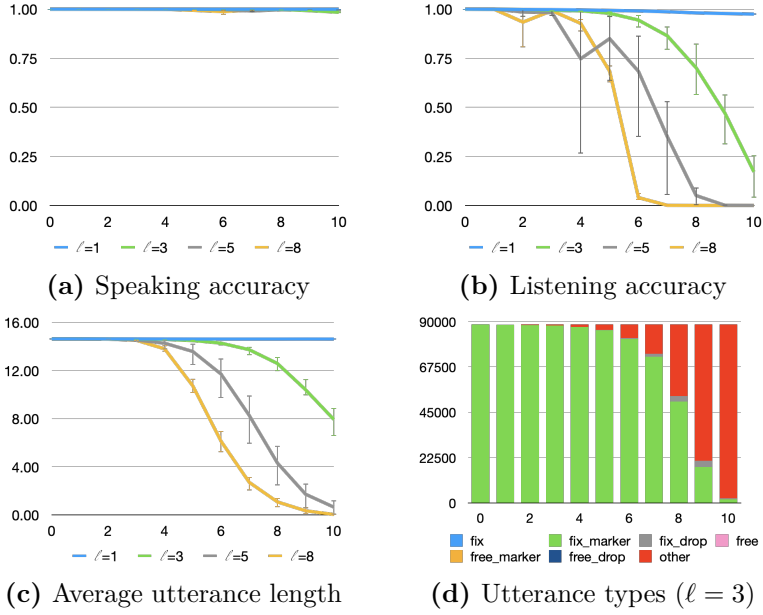 1.00
0.75
0.50
0.25
0.00
0 2 4 6 8 10
ℓ=1 ℓ=3 ℓ=5 ℓ=8
(a) Speaking accuracy
1.00
0.75
0.50
0.25
0.00
0 2 4 6 8 10
ℓ=1 ℓ=3 ℓ=5 ℓ=8
(b) Listening accuracy
16.00
12.00
8.00
4.00
0.00
0 2 4 6 8 10
ℓ=1 ℓ=3 ℓ=5 ℓ=8
(c) Average utterance length
90000
67500
45000
22500
0
0 2 4 6 8 10
fix fix_marker fix_drop free
free_marker free_drop other
(d) Utterance types (ℓ = 3)